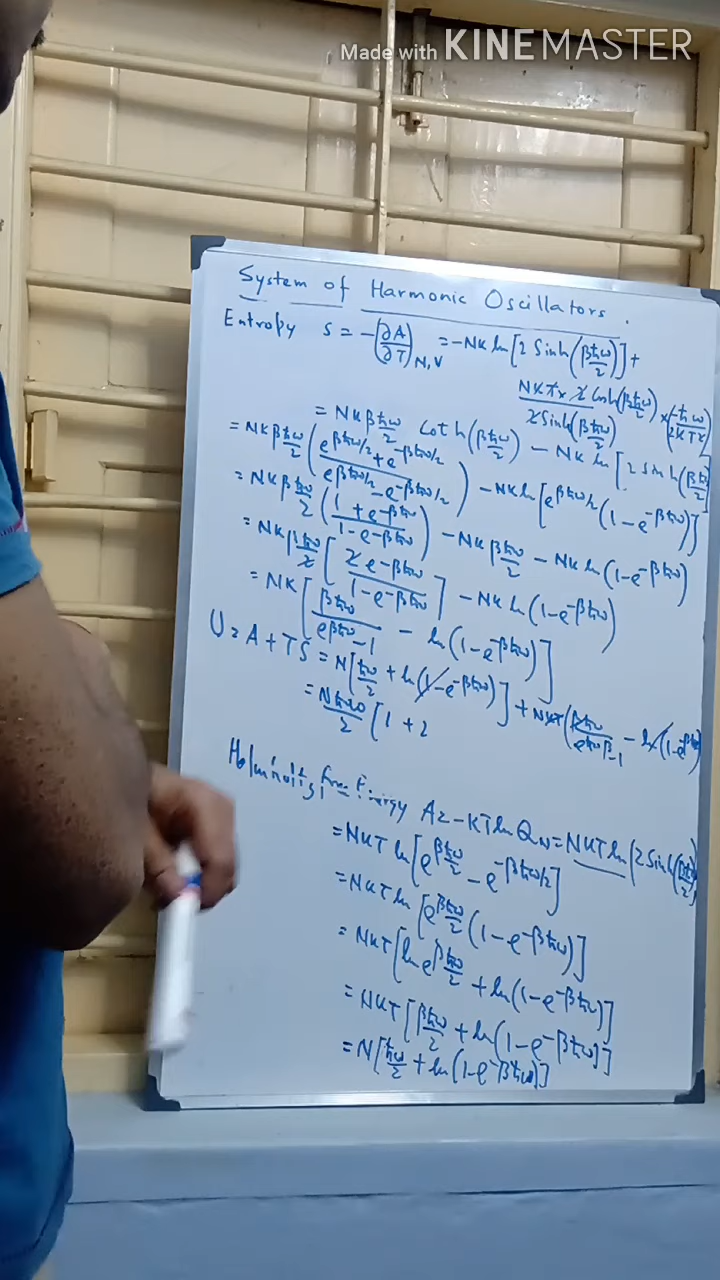 Made with KINEMASTER
System of Harmonic Oscillators.
Entropy S = -(∂A/∂T)N,V = -NK ln[2 Sinh(βħω/2)] +
NKT x 2 Cosh(βħω/2) / 2 Sinh(βħω/2) x (-ħω/2KT²)
= NKβħω/2 Coth(βħω/2) - NK ln[2 Sinh(βħω/2)
= NKβħω/2 (e^βħω/2 + e^-βħω/2 / e^βħω/2 - e^-βħω/2) - NK ln[e^βħω/2 (1 - e^-βħω)]
= NKβħω/2 (1 + e^-βħω / 1 - e^-βħω) - NKβħω/2 - NK ln(1 - e^-βħω)
= NKβħω/2 [2 e^-βħω / 1 - e^-βħω] - NK ln(1 - e^-βħω)
= NK [βħω / e^βħω - 1 - ln(1 - e^-βħω)]
U = A + TS = N[ħω/2 + ln(1 - e^-βħω)] + NKT(βħω / e^ħωβ - 1 - ln(1 - e^-βħω)
= Nħω/2 [1 + 2
Free Energy A = -KT ln QN = NKT ln(2 Sinh(βħω/2)
= NKT ln[e^βħω/2 - e^-βħω/2]
= NKT ln[e^βħω/2 (1 - e^-βħω)]
= NKT[ln e^βħω/2 + ln(1 - e^-βħω)]
= NKT[βħω/2 + ln(1 - e^-βħω)]
= N[ħω/2 + ln(1 - e^-βħω)]